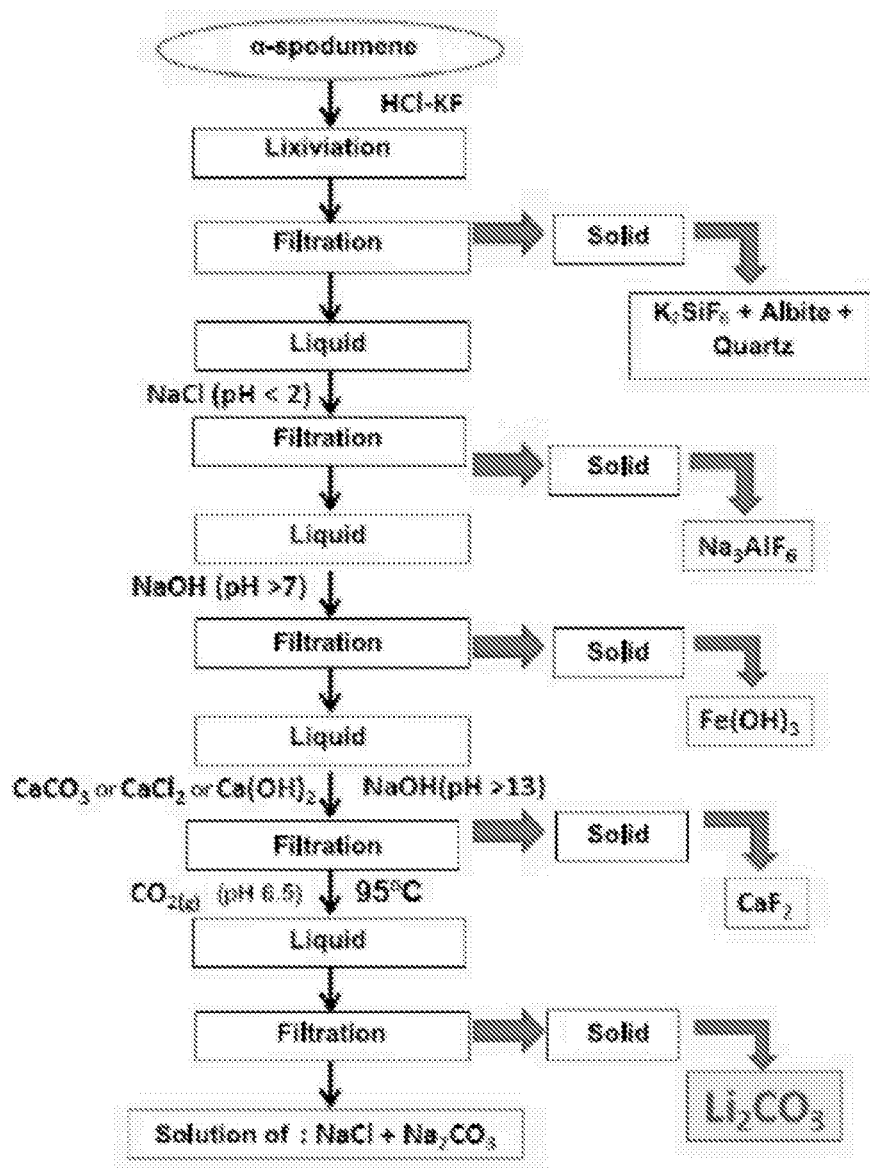 α-spodumene
HCl-KF
Lixiviation
Filtration
Solid
K₂SiF₆ + Albite +
Quartz
Liquid
NaCl (pH < 2)
Filtration
Solid
Na₃AlF₆
Liquid
NaOH (pH >7)
Filtration
Solid
Fe(OH)₃
Liquid
CaCO₃ or CaCl₂ or Ca(OH)₂
NaOH(pH >13)
Filtration
Solid
CaF₂
CO₂(g) (pH 6.5) 95°C
Liquid
Filtration
Solid
Li₂CO₃
Solution of : NaCl + Na₂CO₃